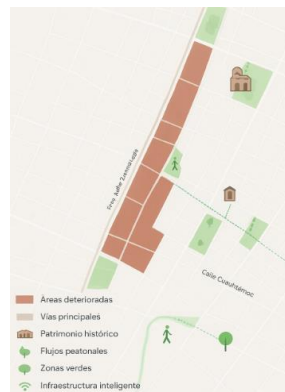 Calle Cuauhtémoc
Áreas deterioradas
Vías principales
Patrimonio histórico
Flujos peatonales
Zonas verdes
Infraestructura inteligente